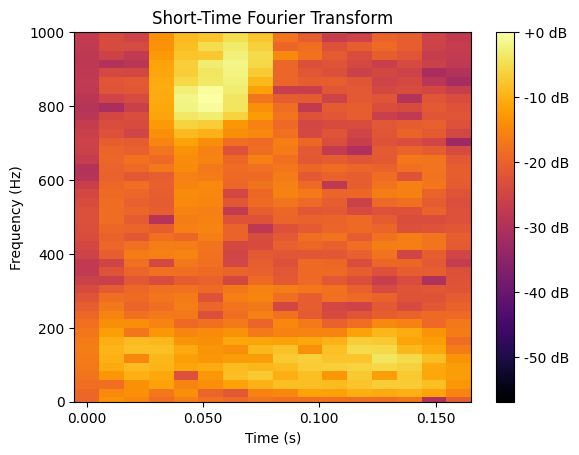 Short-Time Fourier Transform
1000
800
600
400
200
0
Frequency (Hz)
0.000
0.050
0.100
0.150
Time (s)
+0 dB
-10 dB
-20 dB
-30 dB
-40 dB
-50 dB